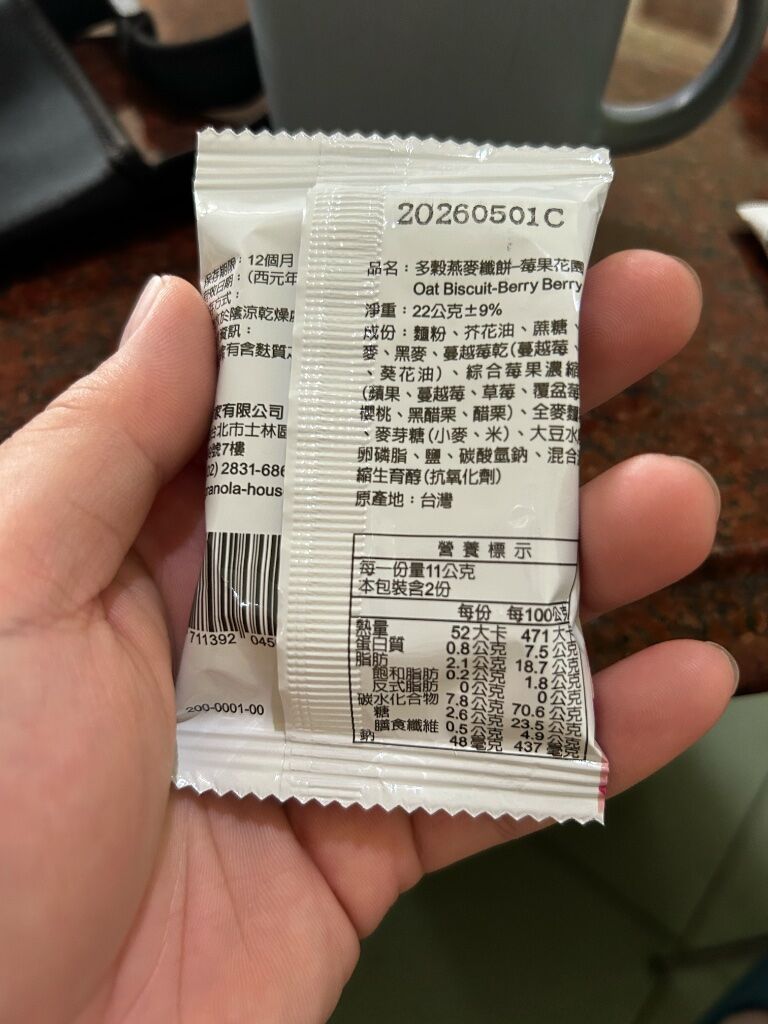 20260501C
品名：多穀燕麥纖餅-莓果花園
Oat Biscuit-Berry Berry
淨重：22公克±9%
成份：麵粉、芥花油、蔗糖、
麥、黑麥、蔓越莓乾(蔓越莓、
、葵花油)、綜合莓果濃縮
(蘋果、蔓越莓、草莓、覆盆莓
櫻桃、黑醋栗、醋栗)、全麥麵
、麥芽糖(小麥、米)、大豆水
卵磷脂、鹽、碳酸氫鈉、混合
縮生育醇(抗氧化劑)
原產地：台灣
營養標示
每一份量11公克
本包裝含2份
每份 每100公克
熱量 52大卡 471大卡
蛋白質 0.8公克 7.5公克
脂肪 2.1公克 18.7公克
飽和脂肪 0.2公克 1.8公克
反式脂肪 0公克 0公克
碳水化合物 7.8公克 70.6公克
糖 2.6公克 23.5公克
膳食纖維 0.5公克 4.9公克
鈉 48毫克 437毫克
保存期限：12個月
有效日期：(西元年
方式：
於陰涼乾燥
資訊：
有含麩質
家有限公司
台北市士林區
號7樓
02) 2831-686
ranola-hous
711392 045
200-0001-00